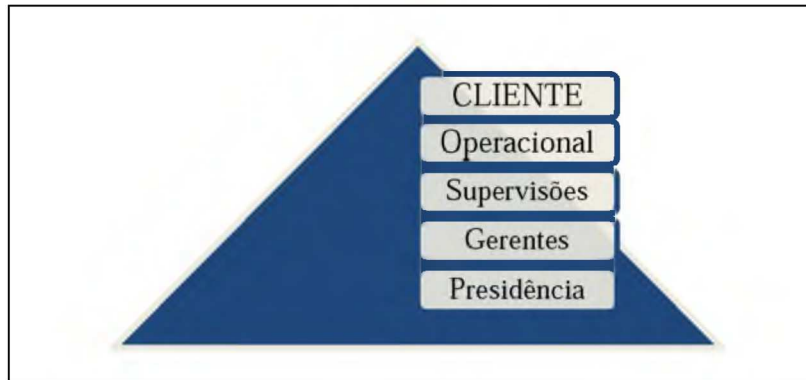 CLIENTE
Operacional
Supervisões
Gerentes
Presidência